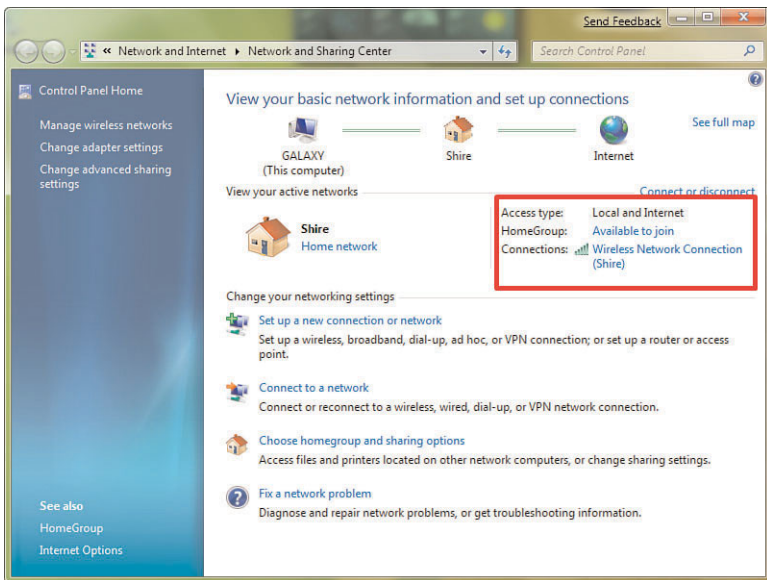 Send Feedback
« Network and Internet ▸ Network and Sharing Center
Search Control Panel
Control Panel Home
Manage wireless networks
Change adapter settings
Change advanced sharing
settings
See also
HomeGroup
Internet Options
View your basic network information and set up connections
See full map
GALAXY
(This computer)
Shire
Internet
View your active networks
Connect or disconnect
Shire
Home network
Access type: Local and Internet
HomeGroup: Available to join
Connections: Wireless Network Connection
(Shire)
Change your networking settings
Set up a new connection or network
Set up a wireless, broadband, dial-up, ad hoc, or VPN connection; or set up a router or access
point.
Connect to a network
Connect or reconnect to a wireless, wired, dial-up, or VPN network connection.
Choose homegroup and sharing options
Access files and printers located on other network computers, or change sharing settings.
Fix a network problem
Diagnose and repair network problems, or get troubleshooting information.